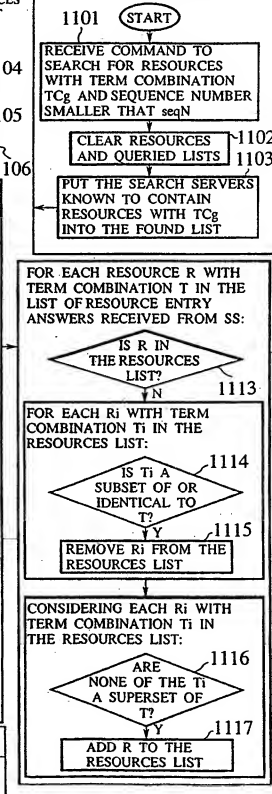 CES
1101
START
RECEIVE COMMAND TO
SEARCH FOR RESOURCES
WITH TERM COMBINATION
TCg AND SEQUENCE NUMBER
SMALLER THAT seqN
04
1102
CLEAR RESOURCES
AND QUERIED LISTS
05
1103
106
PUT THE SEARCH SERVERS
KNOWN TO CONTAIN
RESOURCES WITH TCg
INTO THE FOUND LIST
FOR EACH RESOURCE R WITH
TERM COMBINATION T IN THE
LIST OF RESOURCE ENTRY
ANSWERS RECEIVED FROM SS:
IS R IN
THE RESOURCES
LIST?
1113
N
FOR EACH Ri WITH TERM
COMBINATION Ti IN THE
RESOURCES LIST:
1114
IS Ti A
SUBSET OF OR
IDENTICAL TO
T?
Y
1115
REMOVE Ri FROM THE
RESOURCES LIST
CONSIDERING EACH Ri WITH
TERM COMBINATION Ti IN
THE RESOURCES LIST:
1116
ARE
NONE OF THE Ti
A SUPERSET OF
T?
Y
1117
ADD R TO THE
RESOURCES LIST